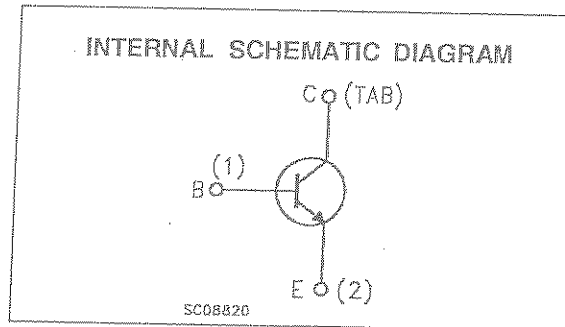 INTERNAL SCHEMATIC DIAGRAM
C (TAB)
(1)
B
E (2)
SC08820